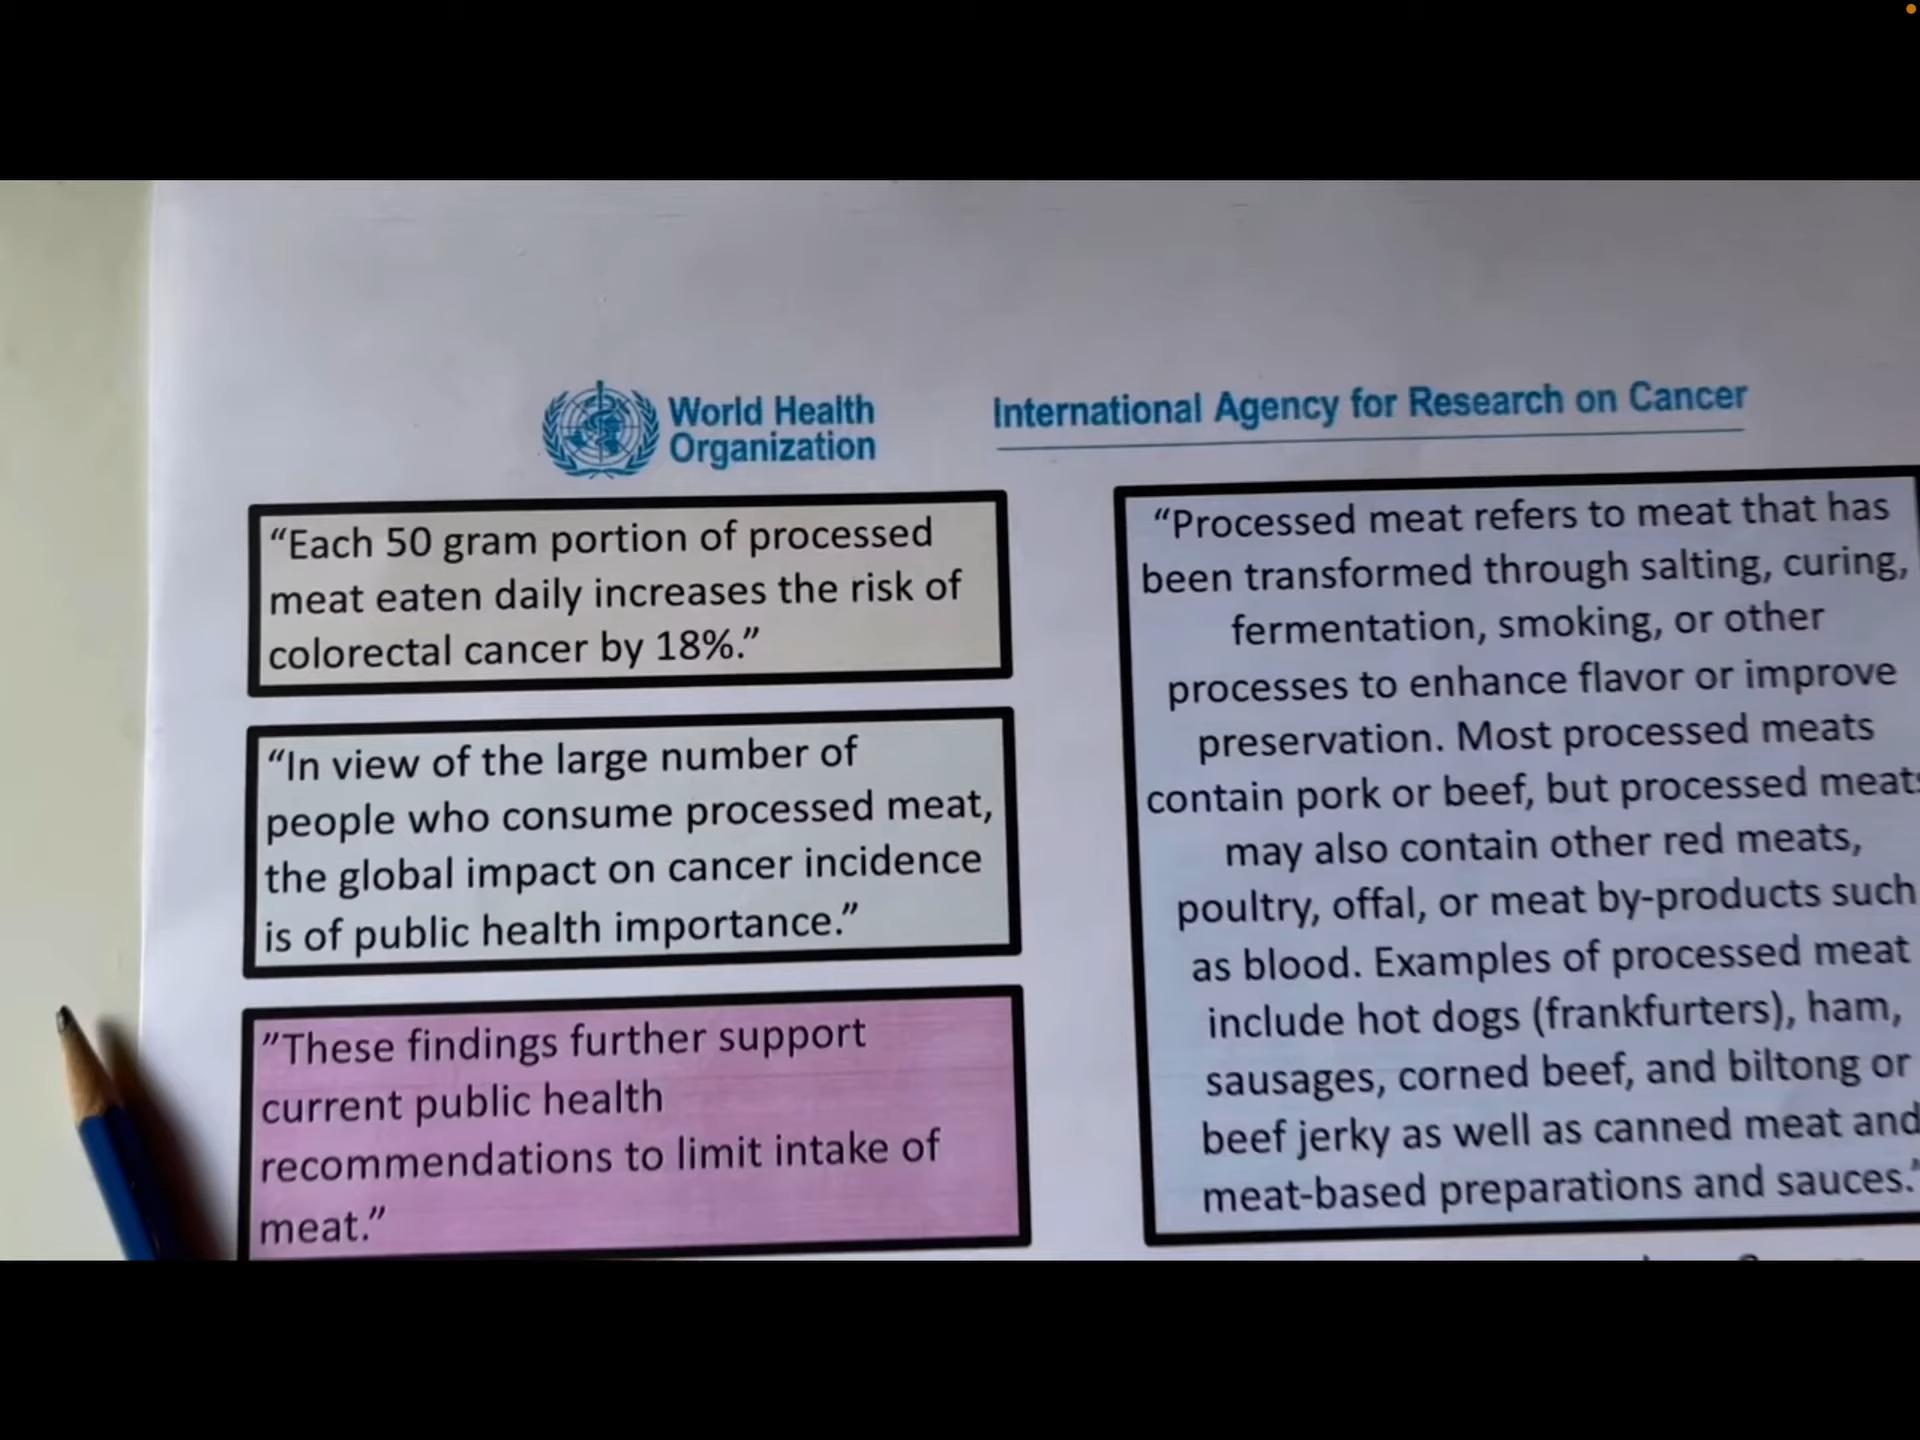 World Health
Organization
International Agency for Research on Cancer
“Each 50 gram portion of processed
meat eaten daily increases the risk of
colorectal cancer by 18%.”
“In view of the large number of
people who consume processed meat,
the global impact on cancer incidence
is of public health importance.”
”These findings further support
current public health
recommendations to limit intake of
meat.”
“Processed meat refers to meat that has
been transformed through salting, curing,
fermentation, smoking, or other
processes to enhance flavor or improve
preservation. Most processed meats
contain pork or beef, but processed meats
may also contain other red meats,
poultry, offal, or meat by-products such
as blood. Examples of processed meat
include hot dogs (frankfurters), ham,
sausages, corned beef, and biltong or
beef jerky as well as canned meat and
meat-based preparations and sauces.”